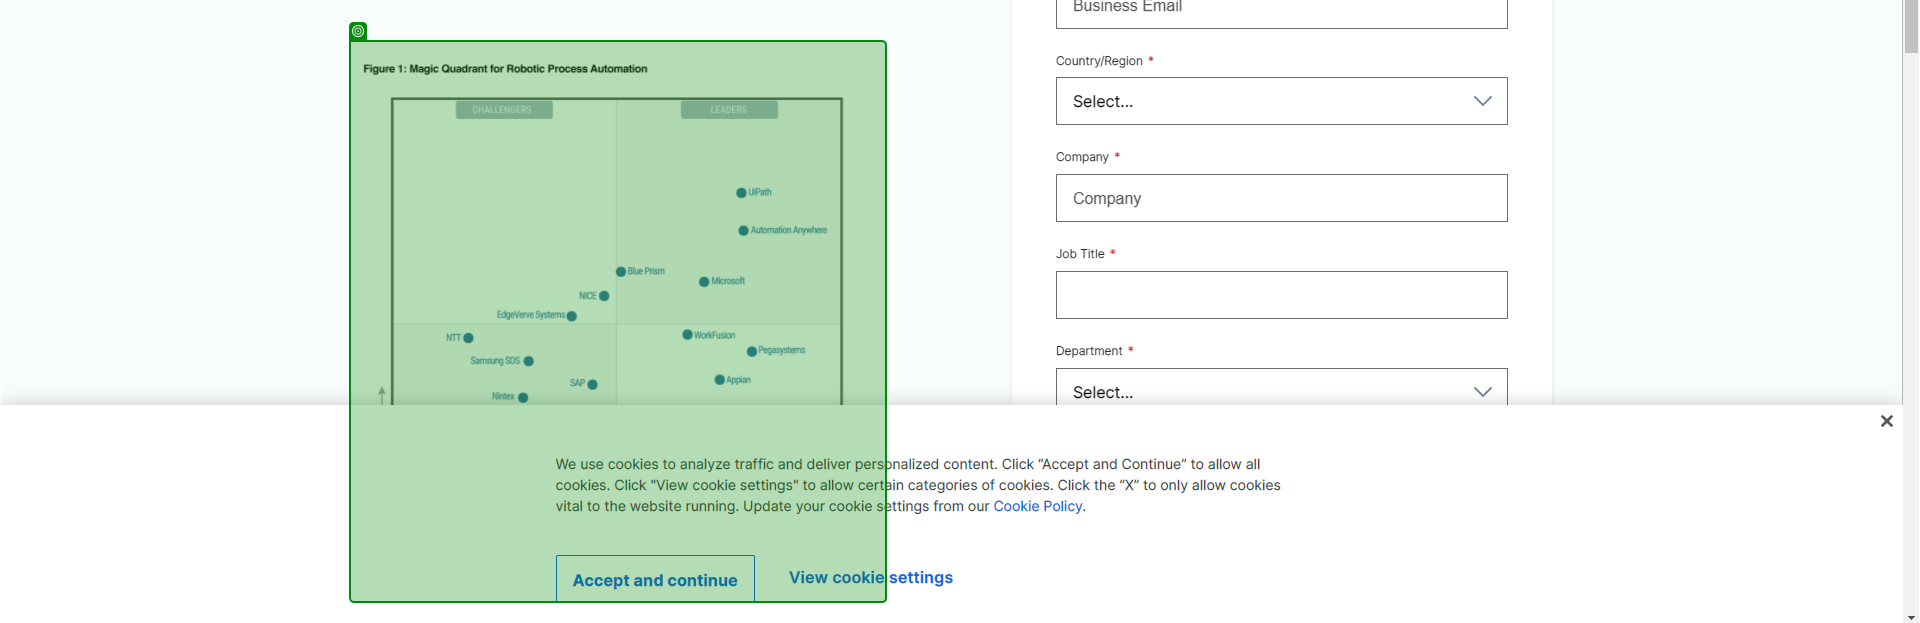 Business Email
Country/Region *
Select...
Company *
Company
Job Title *
Department *
Select...
Figure 1: Magic Quadrant for Robotic Process Automation
CHALLENGERS
LEADERS
UiPath
Automation Anywhere
Blue Prism
Microsoft
NICE
EdgeVerve Systems
NTT
WorkFusion
Pegasystems
Samsung SDS
SAP
Appian
Nintex
We use cookies to analyze traffic and deliver personalized content. Click “Accept and Continue” to allow all
cookies. Click "View cookie settings" to allow certain categories of cookies. Click the “X” to only allow cookies
vital to the website running. Update your cookie settings from our Cookie Policy.
Accept and continue
View cookie settings